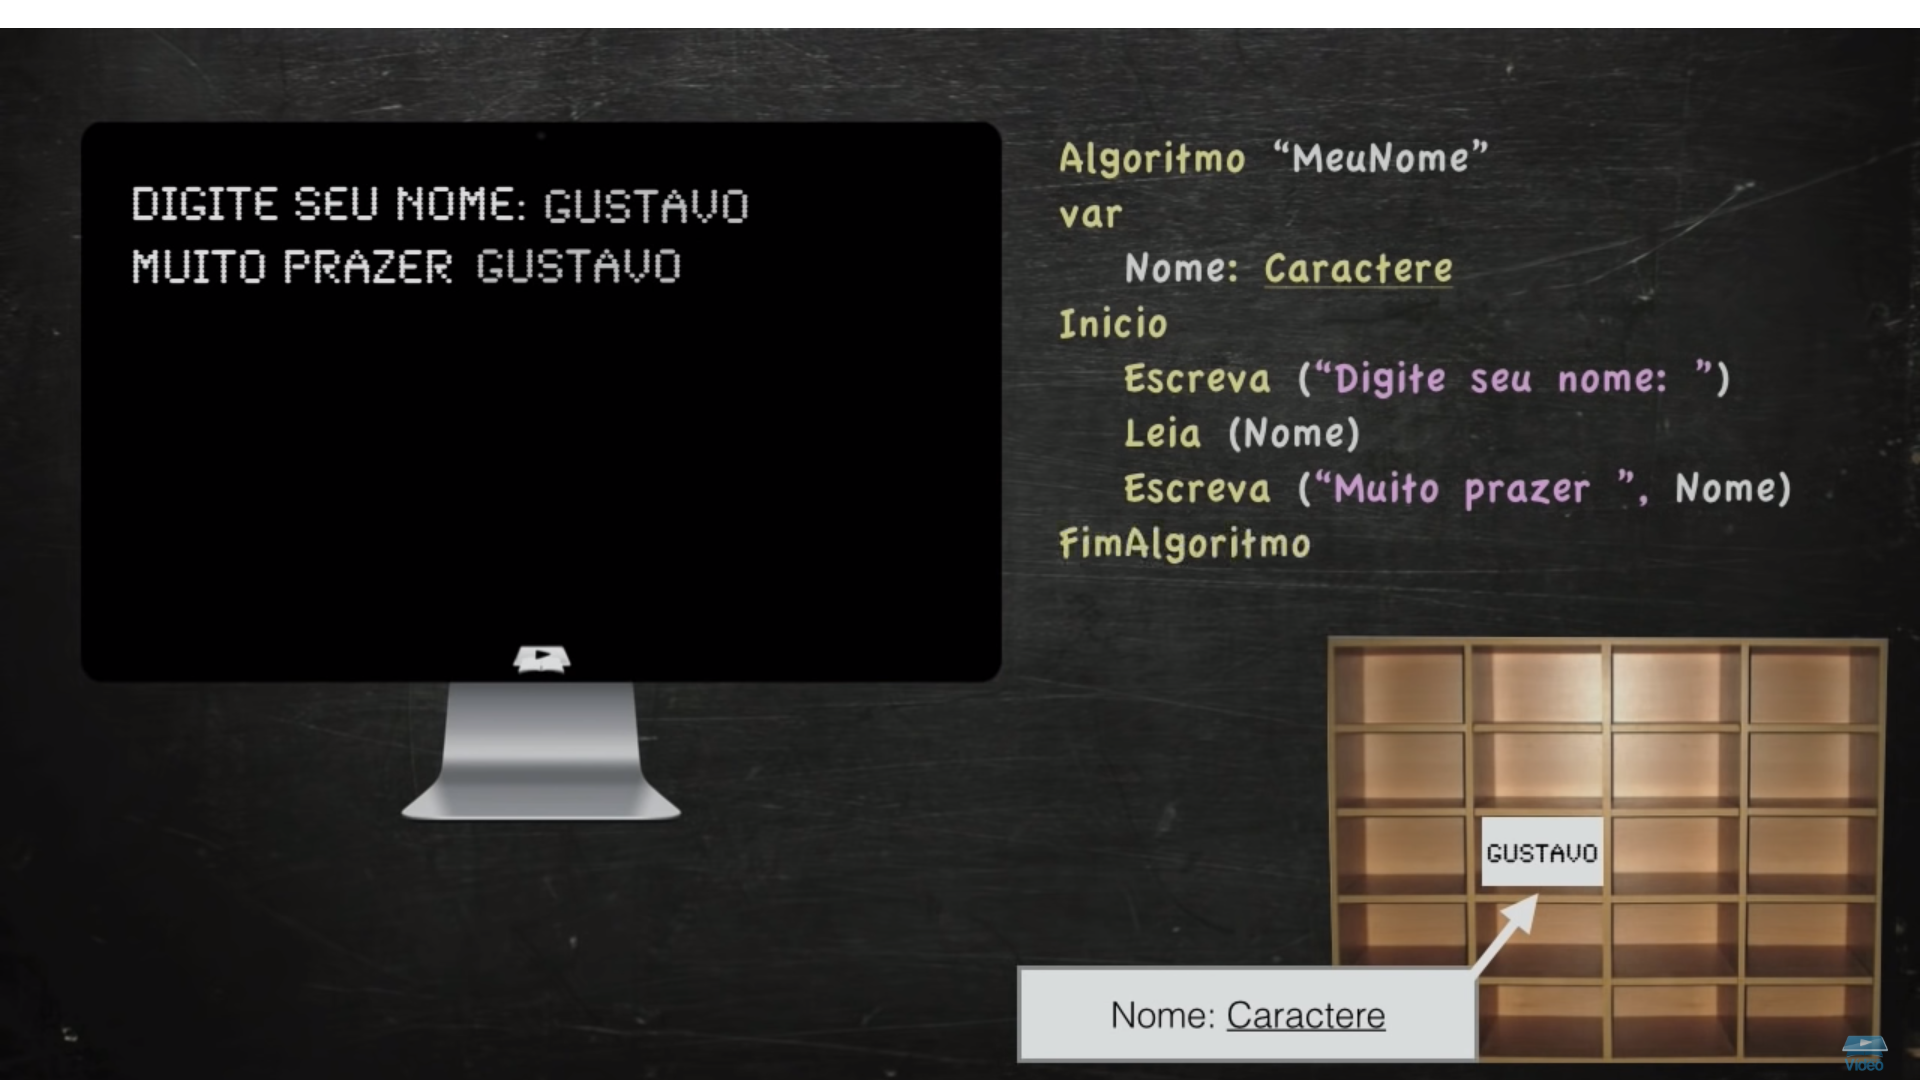 DIGITE SEU NOME: GUSTAVO
MUITO PRAZER GUSTAVO
Algoritmo “MeuNome”
var
Nome: Caractere
Inicio
Escreva (“Digite seu nome: ”)
Leia (Nome)
Escreva (“Muito prazer ”, Nome)
FimAlgoritmo
GUSTAVO
Nome: Caractere
Vídeo